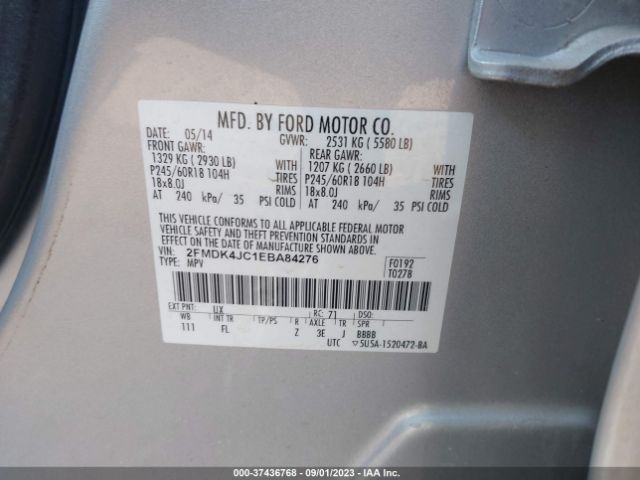 MFD. BY FORD MOTOR CO.
DATE: 05/14 GVWR: 2531 KG ( 5580 LB)
FRONT GAWR: REAR GAWR:
1329 KG ( 2930 LB) WITH 1207 KG ( 2660 LB) WITH
P245/60R18 104H TIRES P245/60R18 104H TIRES
18x8.0J RIMS 18x8.0J RIMS
AT 240 kPa/ 35 PSI COLD AT 240 kPa/ 35 PSI COLD
THIS VEHICLE CONFORMS TO ALL APPLICABLE FEDERAL MOTOR
VEHICLE SAFETY AND THEFT PREVENTION STANDARDS IN
EFFECT ON THE DATE OF MANUFACTURE SHOWN ABOVE.
VIN: 2FMDK4JC1EBA84276 F0192
TYPE: MPV T0278
EXT PNT: UX RC: 71 DSO:
WB INT TR TP/PS R AXLE TR SPR
111 FL Z 3E J BBBB
UTC 5U5A-1520472-BA
000-37436768 - 09/01/2023 - IAA Inc.